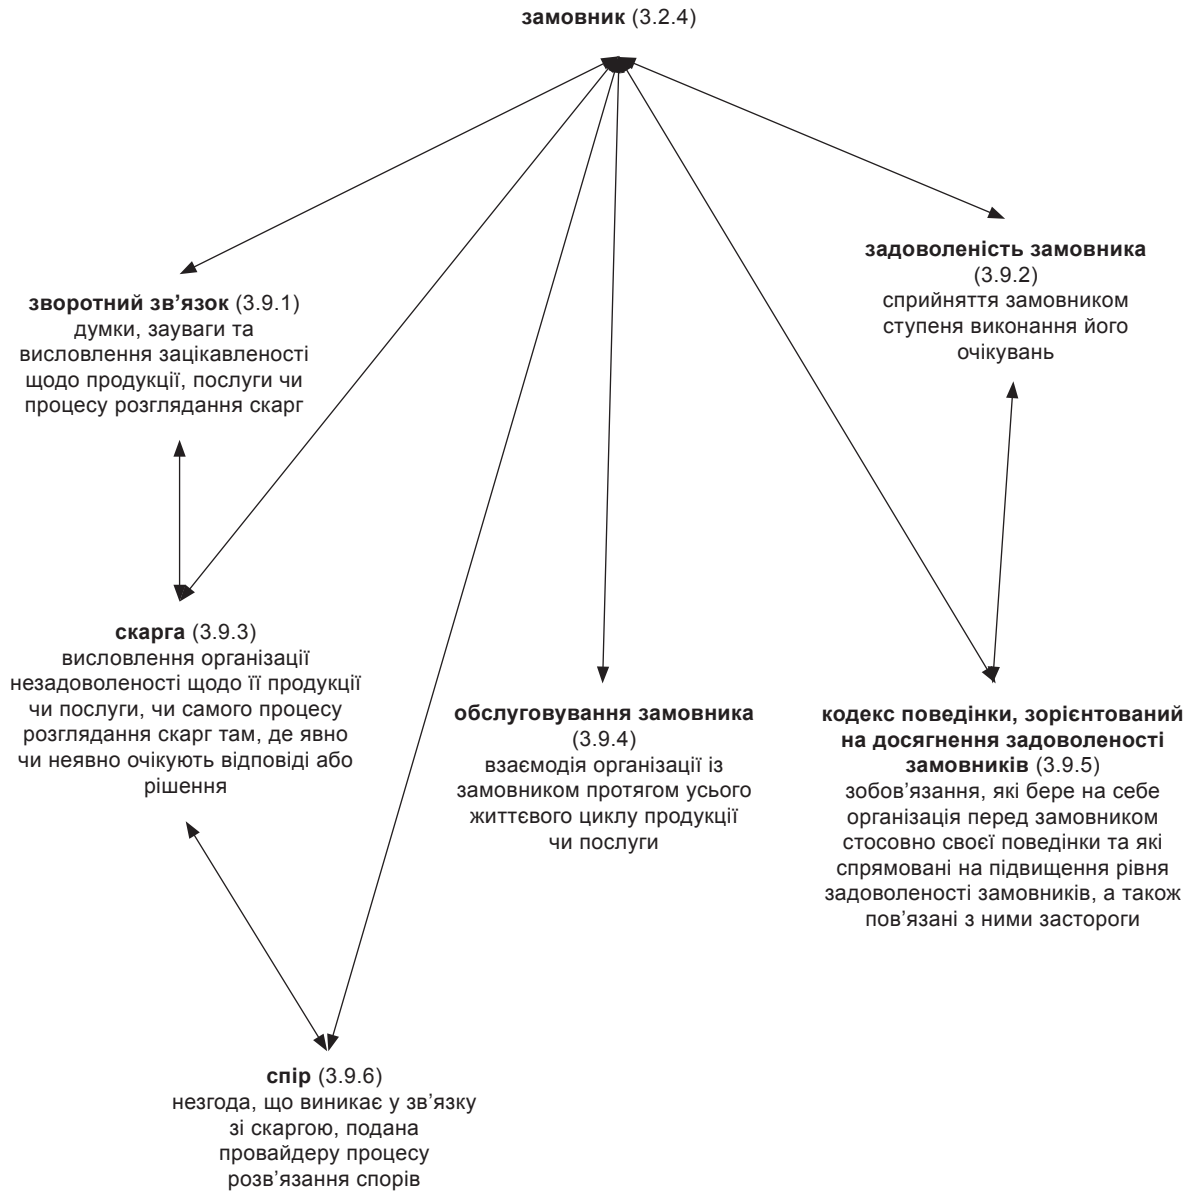 замовник (3.2.4)
задоволеність замовника
(3.9.2)
сприйняття замовником
ступеня виконання його
очікувань
зворотний зв’язок (3.9.1)
думки, зауваги та
висловлення зацікавленості
щодо продукції, послуги чи
процесу розглядання скарг
скарга (3.9.3)
висловлення організації
незадоволеності щодо її продукції
чи послуги, чи самого процесу
розглядання скарг там, де явно
чи неявно очікують відповіді або
рішення
обслуговування замовника
(3.9.4)
взаємодія організації із
замовником протягом усього
життєвого циклу продукції
чи послуги
кодекс поведінки, зорієнтований
на досягнення задоволеності
замовників (3.9.5)
зобов’язання, які бере на себе
організація перед замовником
стосовно своєї поведінки та які
спрямовані на підвищення рівня
задоволеності замовників, а також
пов’язані з ними застороги
спір (3.9.6)
незгода, що виникає у зв’язку
зі скаргою, подана
провайдеру процесу
розв’язання спорів